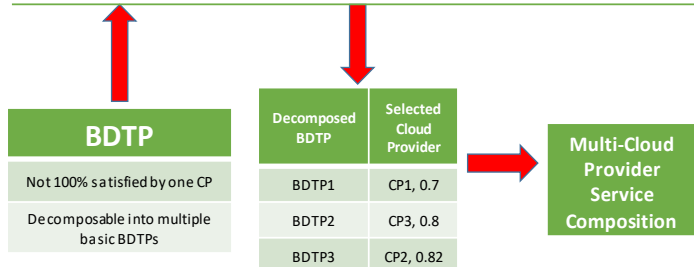 BDTP
Not 100% satisfied by one CP
Decomposable into multiple
basic BDTPs
Decomposed
BDTP
Selected
Cloud
Provider
BDTP1
CP1, 0.7
BDTP2
CP3, 0.8
BDTP3
CP2, 0.82
Multi-Cloud
Provider
Service
Composition